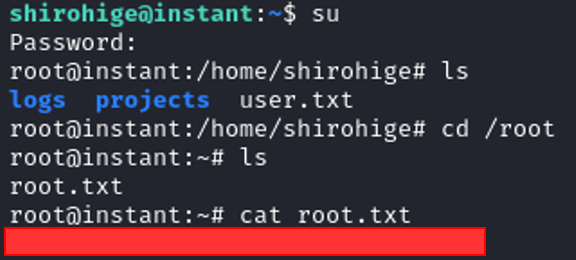 shirohige@instant:~$ su
Password:
root@instant:/home/shirohige# ls
logs  projects  user.txt
root@instant:/home/shirohige# cd /root
root@instant:~# ls
root.txt
root@instant:~# cat root.txt